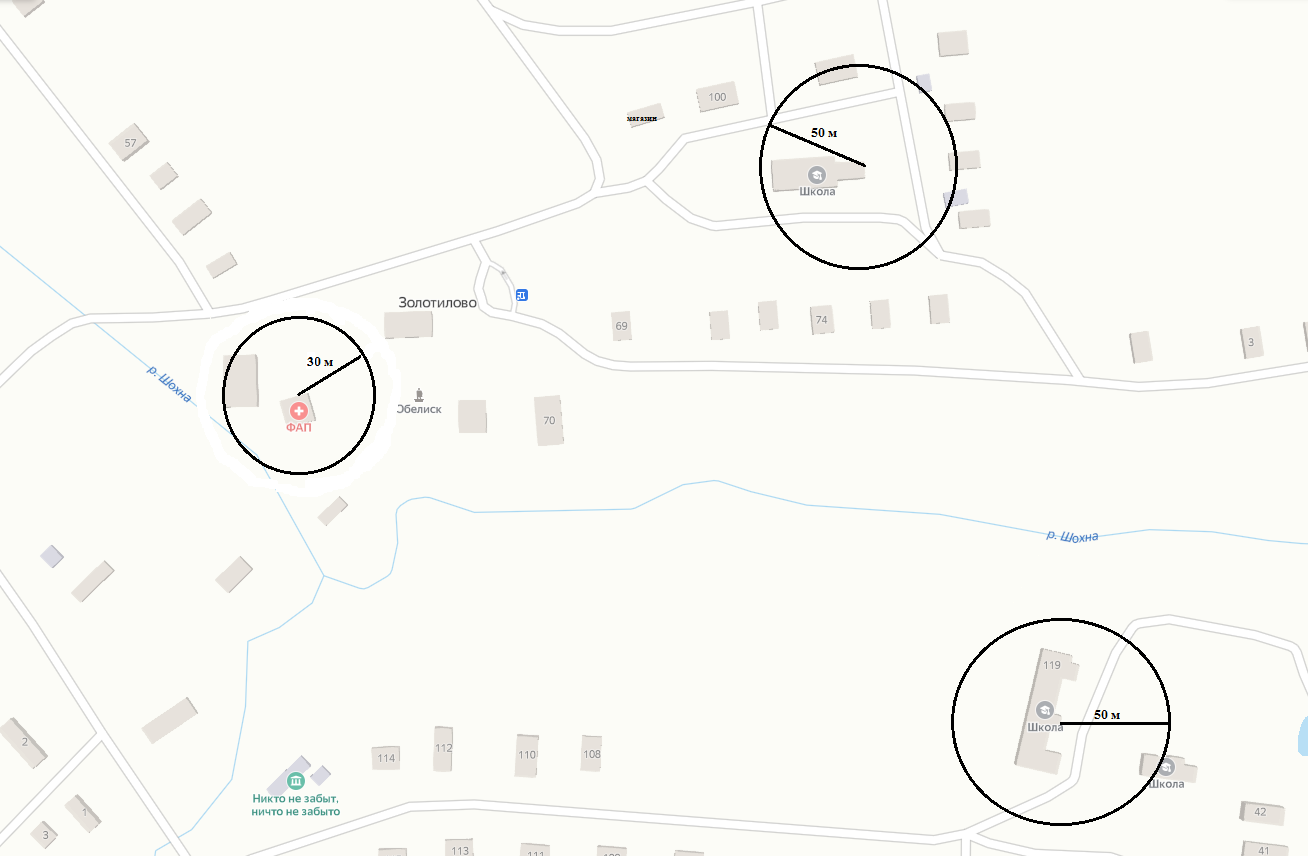 57
100
магазин
50 м
Школа
Золотилово
69
74
3
30 м
р. Шохна
ФАП
Обелиск
70
р. Шохна
119
50 м
Школа
Школа
2
114
112
110
108
Никто не забыт,
ничто не забыто
1
3
42
113
111
109
41